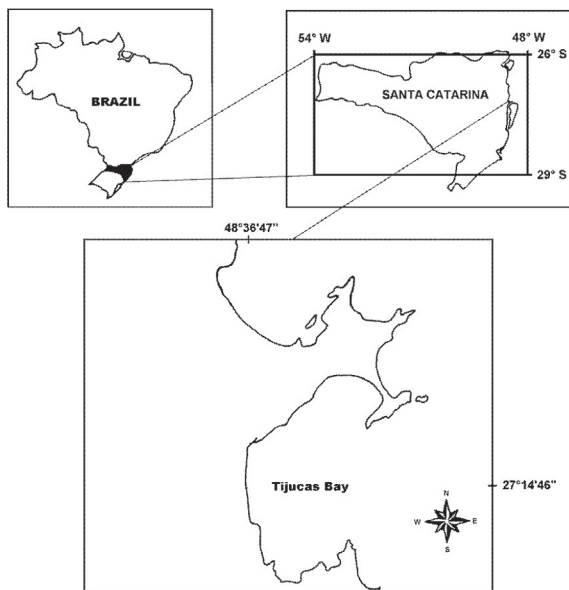 BRAZIL
54° W
48° W
26° S
SANTA CATARINA
29° S
48°36'47"
Tijucas Bay
27°14'46"
N
W
E
S